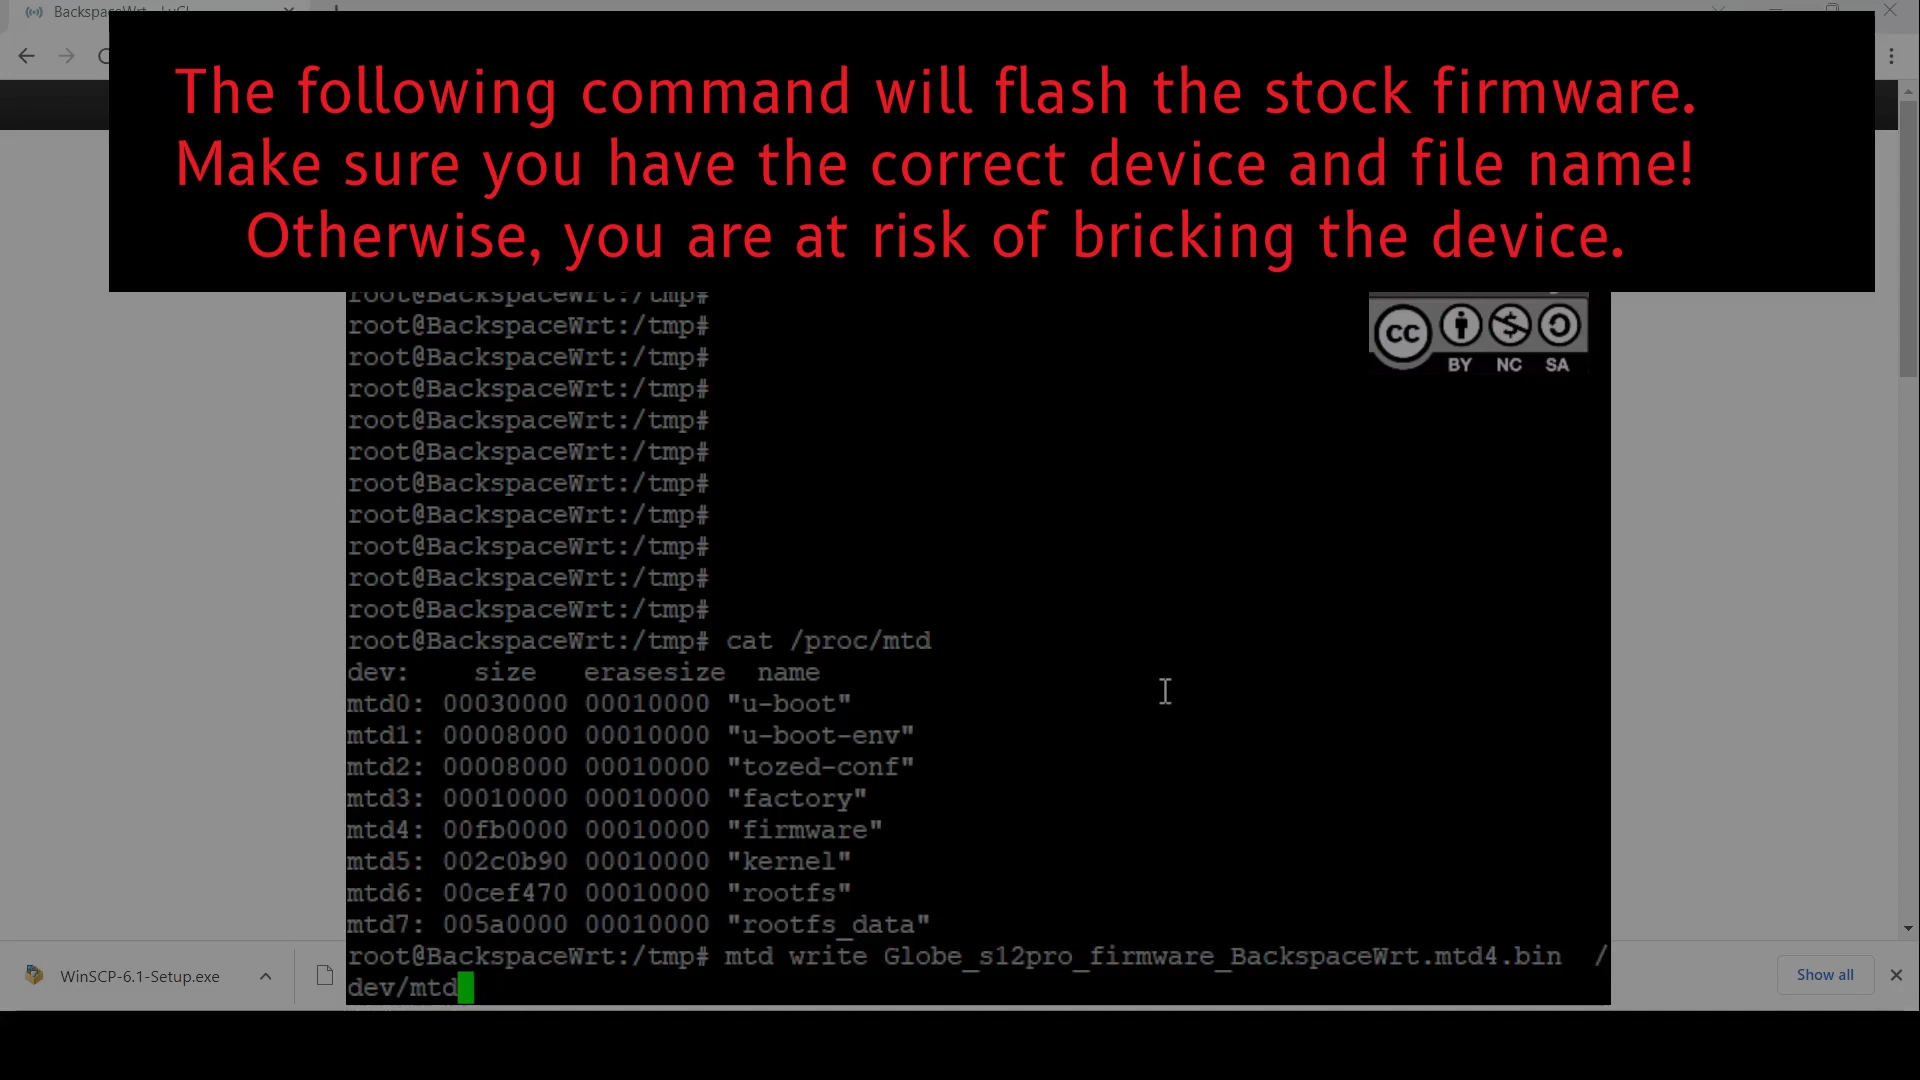 BackspaceWrt - LuCI
The following command will flash the stock firmware.
Make sure you have the correct device and file name!
Otherwise, you are at risk of bricking the device.
root@BackspaceWrt:/tmp#
root@BackspaceWrt:/tmp#
root@BackspaceWrt:/tmp#
root@BackspaceWrt:/tmp#
root@BackspaceWrt:/tmp#
root@BackspaceWrt:/tmp#
root@BackspaceWrt:/tmp#
root@BackspaceWrt:/tmp#
root@BackspaceWrt:/tmp#
root@BackspaceWrt:/tmp#
root@BackspaceWrt:/tmp#
root@BackspaceWrt:/tmp# cat /proc/mtd
dev:    size   erasesize  name
mtd0: 00030000 00010000 "u-boot"
mtd1: 00008000 00010000 "u-boot-env"
mtd2: 00008000 00010000 "tozed-conf"
mtd3: 00010000 00010000 "factory"
mtd4: 00fb0000 00010000 "firmware"
mtd5: 002c0b90 00010000 "kernel"
mtd6: 00cef470 00010000 "rootfs"
mtd7: 005a0000 00010000 "rootfs_data"
root@BackspaceWrt:/tmp# mtd write Globe_s12pro_firmware_BackspaceWrt.mtd4.bin  /
dev/mtd
CC
BY NC SA
WinSCP-6.1-Setup.exe
Show all